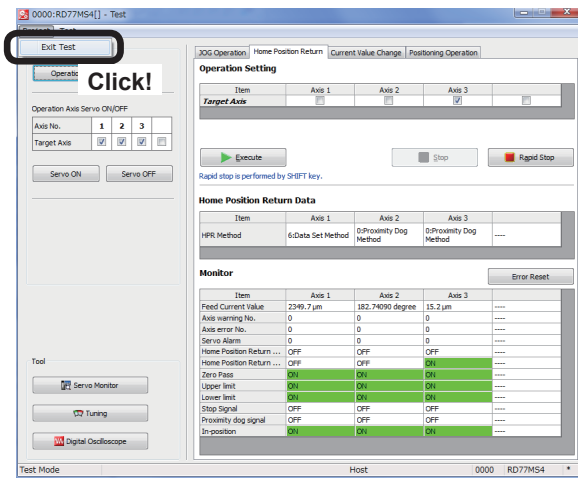 0000:RD77MS4[] - Test
Exit Test
Click!
Operation Axis Servo ON/OFF
Axis No. 1 2 3
Target Axis
Servo ON Servo OFF
Tool
Servo Monitor
Tuning
Digital Oscilloscope
JOG Operation Home Position Return Current Value Change Positioning Operation
Operation Setting
Item Axis 1 Axis 2 Axis 3
Target Axis
Execute Stop Rapid Stop
Rapid stop is performed by SHIFT key.
Home Position Return Data
Item Axis 1 Axis 2 Axis 3
HPR Method 6:Data Set Method 0:Proximity Dog Method 0:Proximity Dog Method ----
Monitor
Error Reset
Item Axis 1 Axis 2 Axis 3
Feed Current Value 2349.7 μm 182.74090 degree 15.2 μm ----
Axis warning No. 0 0 0 ----
Axis error No. 0 0 0 ----
Servo Alarm 0 0 0 ----
Home Position Return ... OFF OFF OFF ----
Home Position Return ... OFF OFF ON ----
Zero Pass ON ON ON ----
Upper limit ON ON ON ----
Lower limit ON ON ON ----
Stop Signal OFF OFF OFF ----
Proximity dog signal OFF OFF OFF ----
In-position ON ON ON ----
Test Mode Host 0000 RD77MS4 *